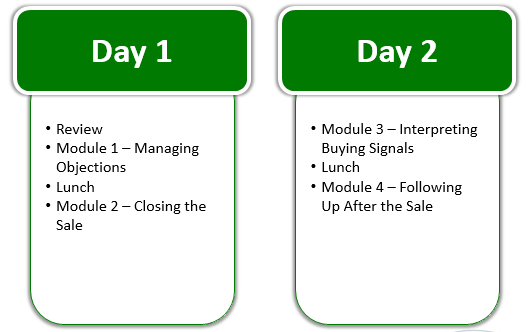 Day 1
• Review
• Module 1 – Managing
Objections
• Lunch
• Module 2 – Closing the
Sale
Day 2
• Module 3 – Interpreting
Buying Signals
• Lunch
• Module 4 – Following
Up After the Sale